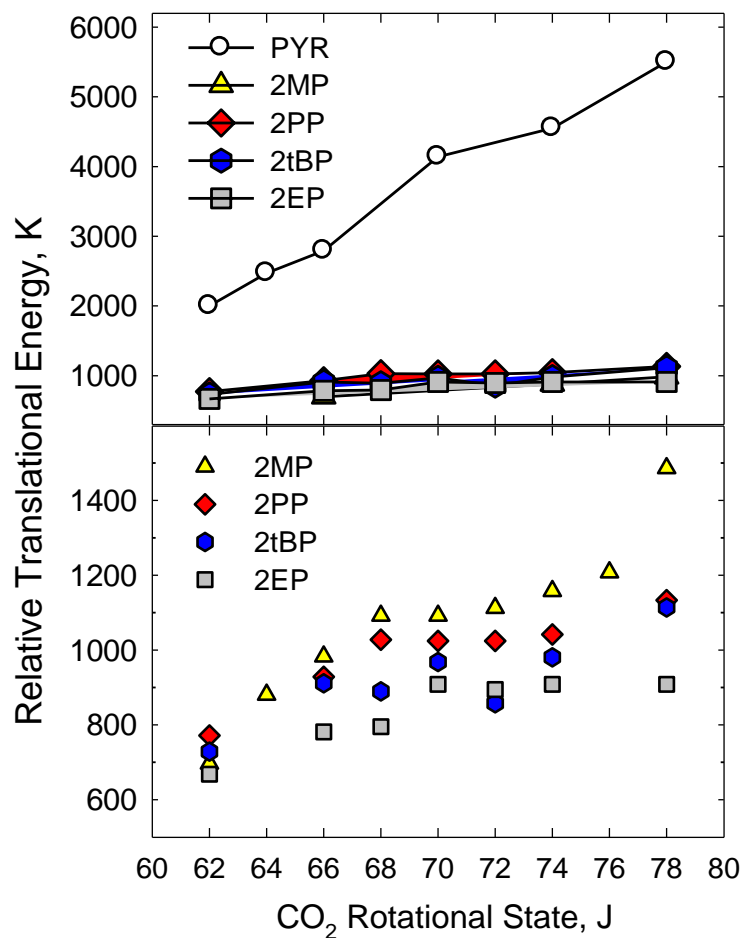 Relative Translational Energy, K
6000
5000
4000
3000
2000
1000
PYR
2MP
2PP
2tBP
2EP
1400
1200
1000
800
600
2MP
2PP
2tBP
2EP
60 62 64 66 68 70 72 74 76 78 80
CO₂ Rotational State, J